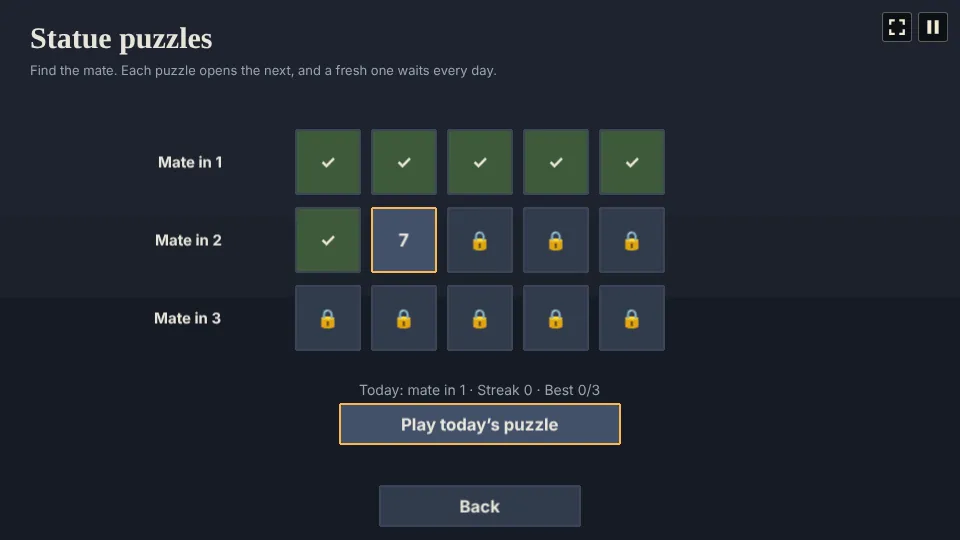 Statue puzzles
Find the mate. Each puzzle opens the next, and a fresh one waits every day.
Mate in 1
Mate in 2
7
Mate in 3
Today: mate in 1 · Streak 0 · Best 0/3
Play today’s puzzle
Back